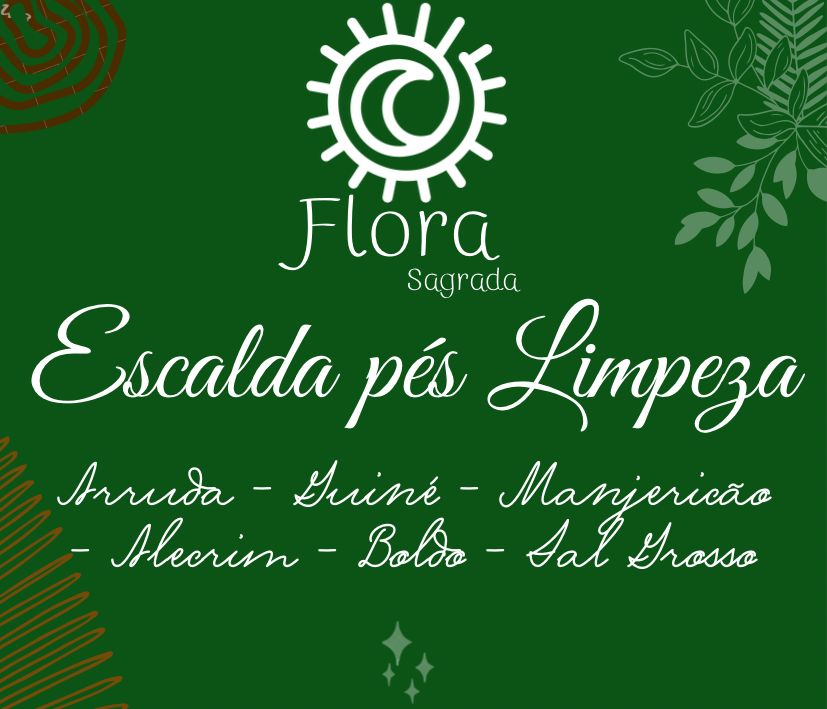 Flora
Sagrada
Escalda pés Limpeza
Arruda - Guiné - Manjericão
- Alecrim - Boldo - Sal Grosso